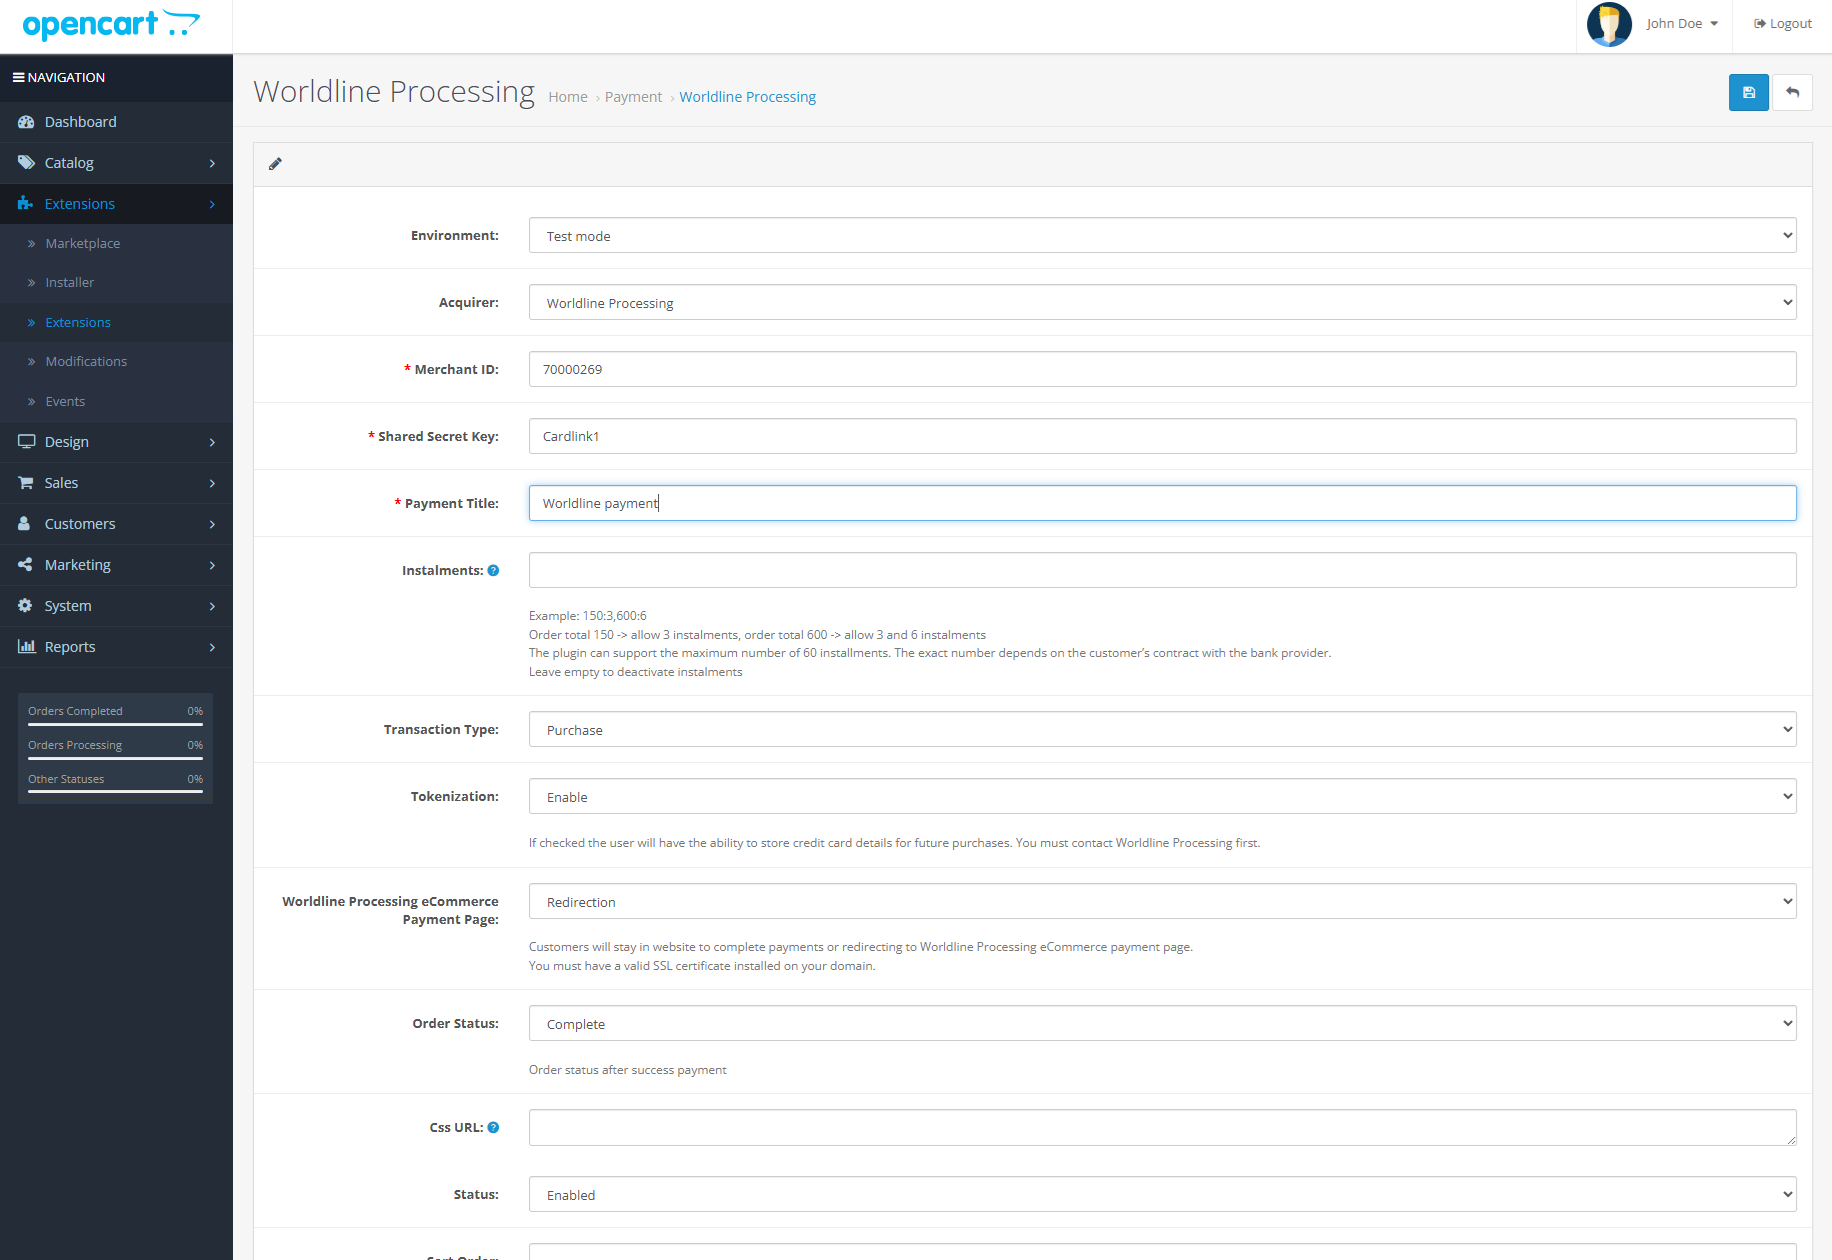 opencart
John Doe
Logout
NAVIGATION
Dashboard
Catalog
Extensions
Marketplace
Installer
Extensions
Modifications
Events
Design
Sales
Customers
Marketing
System
Reports
Orders Completed 0%
Orders Processing 0%
Other Statuses 0%
Worldline Processing
Home › Payment › Worldline Processing
Environment: Test mode
Acquirer: Worldline Processing
* Merchant ID: 70000269
* Shared Secret Key: Cardlink1
* Payment Title: Worldline payment
Instalments: ?
Example: 150:3,600:6
Order total 150 -> allow 3 instalments, order total 600 -> allow 3 and 6 instalments
The plugin can support the maximum number of 60 installments. The exact number depends on the customer's contract with the bank provider.
Leave empty to deactivate instalments
Transaction Type: Purchase
Tokenization: Enable
If checked the user will have the ability to store credit card details for future purchases. You must contact Worldline Processing first.
Worldline Processing eCommerce
Payment Page:
Redirection
Customers will stay in website to complete payments or redirecting to Worldline Processing eCommerce payment page.
You must have a valid SSL certificate installed on your domain.
Order Status: Complete
Order status after success payment
Css URL: ?
Status: Enabled